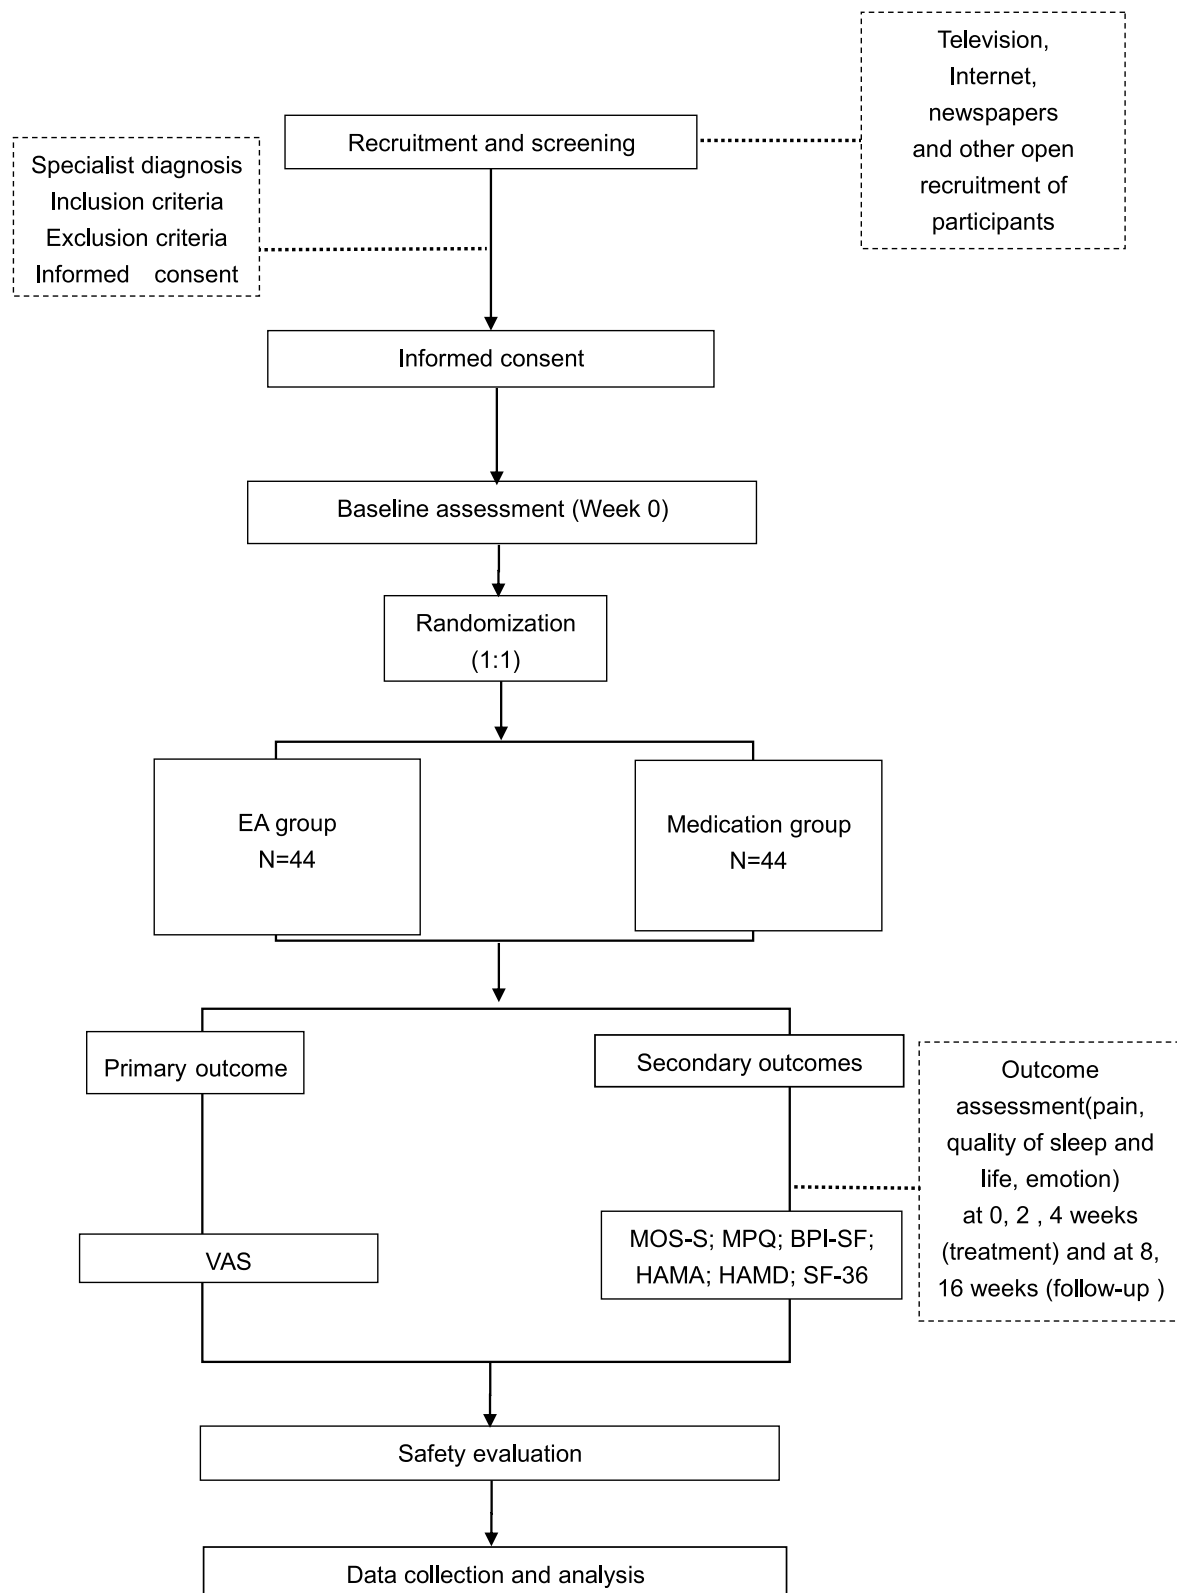 Television,
Internet,
newspapers
and other open
recruitment of
participants
Recruitment and screening
Specialist diagnosis
Inclusion criteria
Exclusion criteria
Informed consent
Informed consent
Baseline assessment (Week 0)
Randomization
(1:1)
EA group
N=44
Medication group
N=44
Primary outcome
Secondary outcomes
Outcome
assessment(pain,
quality of sleep and
life, emotion)
at 0, 2 , 4 weeks
(treatment) and at 8,
16 weeks (follow-up )
VAS
MOS-S; MPQ; BPI-SF;
HAMA; HAMD; SF-36
Safety evaluation
Data collection and analysis